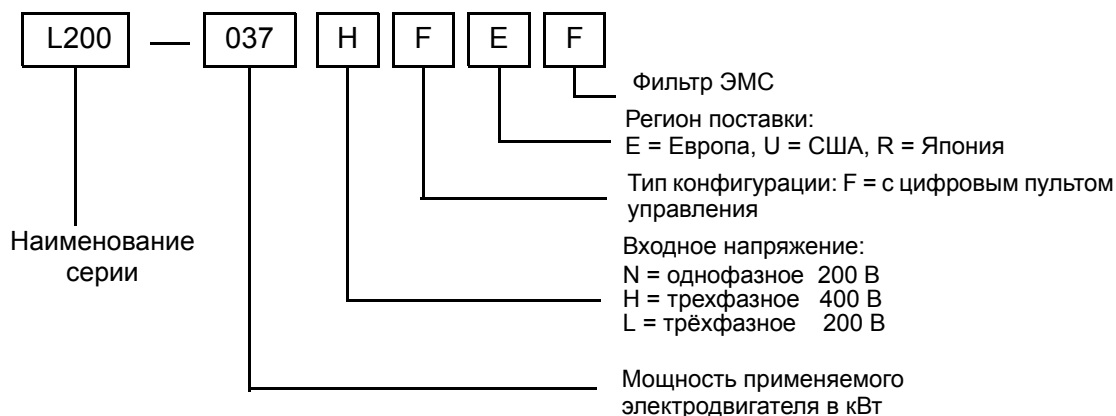 L200 — 037 H F E F
Фильтр ЭМС
Регион поставки:
E = Европа, U = США, R = Япония
Тип конфигурации: F = с цифровым пультом
управления
Наименование
серии
Входное напряжение:
N = однофазное 200 В
H = трехфазное 400 В
L = трёхфазное 200 В
Мощность применяемого
электродвигателя в кВт